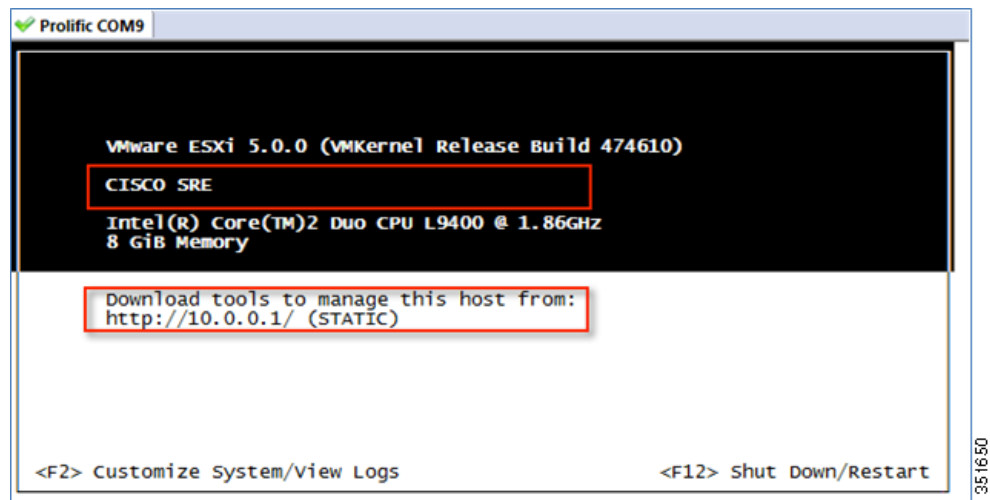 Prolific COM9
VMware ESXi 5.0.0 (VMKernel Release Build 474610)
CISCO SRE
Intel(R) Core(TM)2 Duo CPU L9400 @ 1.86GHz
8 GiB Memory
Download tools to manage this host from:
http://10.0.0.1/ (STATIC)
<F2> Customize System/View Logs <F12> Shut Down/Restart
351650